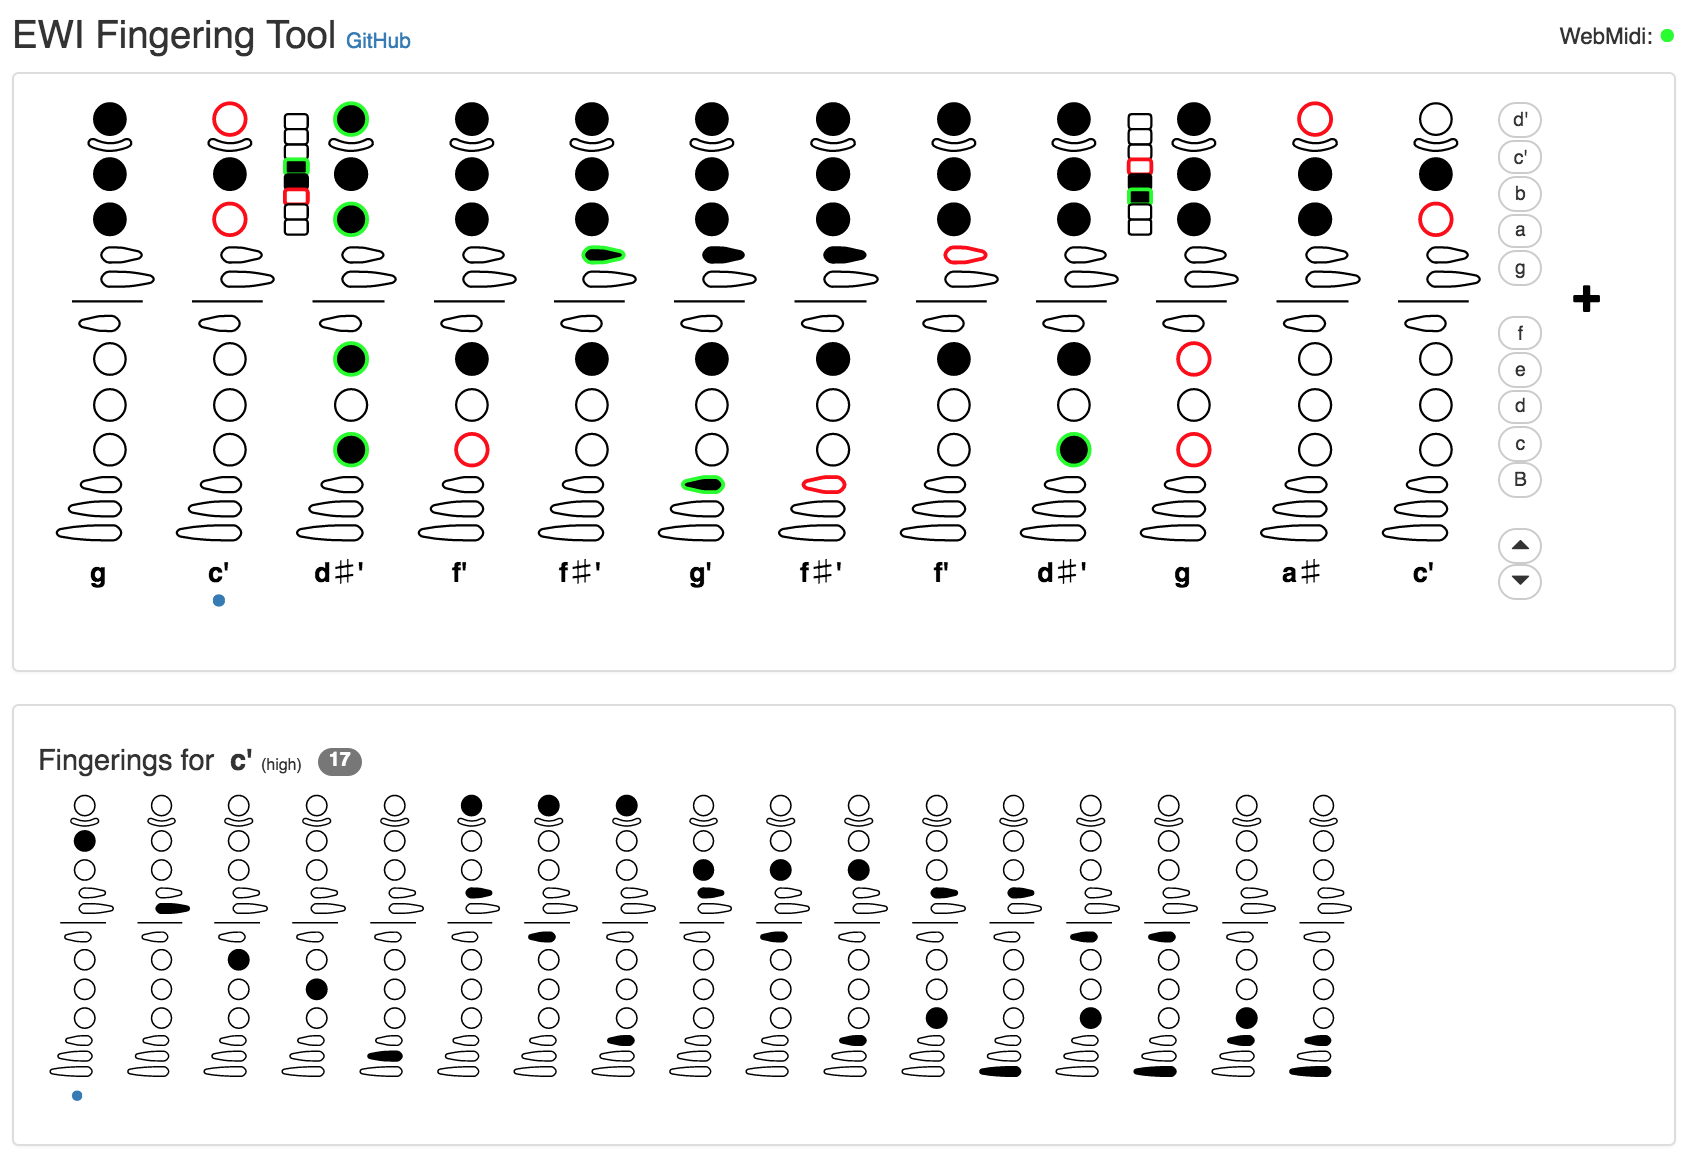 EWI Fingering Tool GitHub
WebMidi:
d'
c'
b
a
g
f
e
d
c
B
g c' d♯' f' f♯' g' f♯' f' d♯' g a♯ c'
Fingerings for c' (high) 17